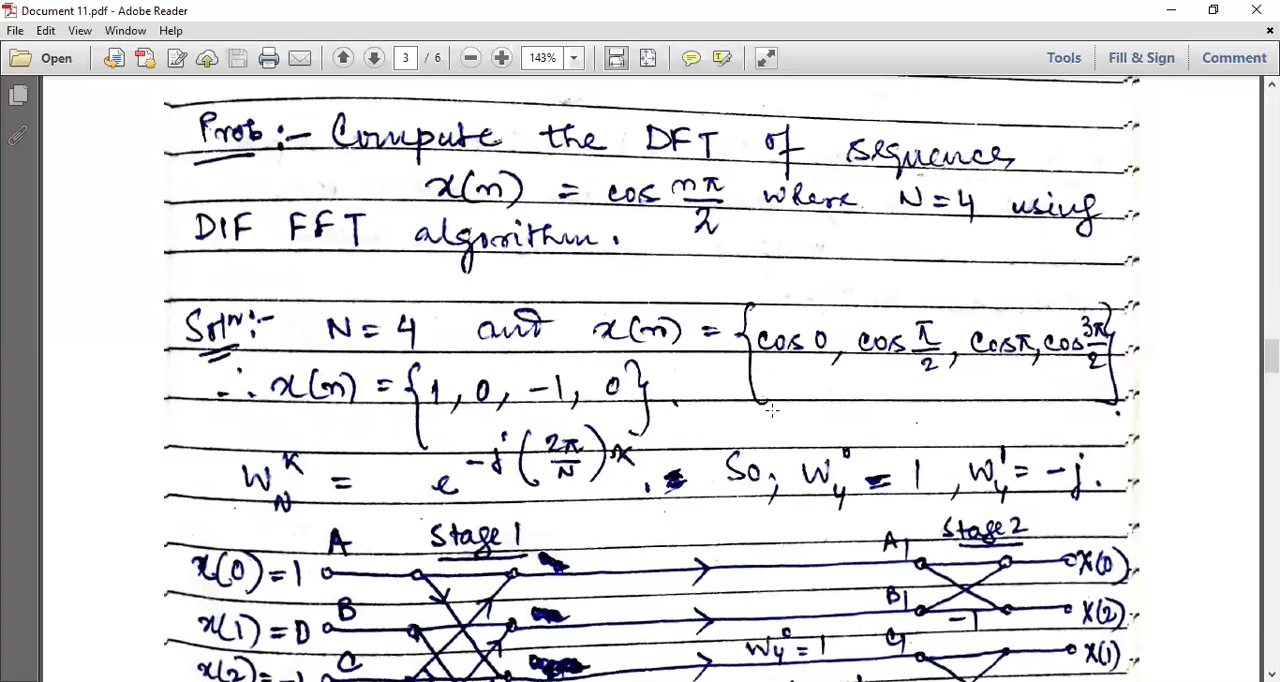 Document 11.pdf - Adobe Reader
File Edit View Window Help
Open 3 / 6 143% Tools Fill & Sign Comment
Prob:- Compute the DFT of sequence
x(n) = cos nπ/2 where N=4 using
DIF FFT algorithm.
Soln:- N=4 and x(n) = {cos 0, cos π/2, cos π, cos 3π/2}.
∴ x(n) = {1, 0, -1, 0}.
W_N^K = e^{-j(2π/N)K}. So, W_4^0 = 1, W_4^1 = -j.
A Stage 1 A1 Stage 2
x(0)=1 X(0)
B B1
x(1)=0 -1 X(2)
C W_4^0=1 C1 X(1)
x(2)=-1